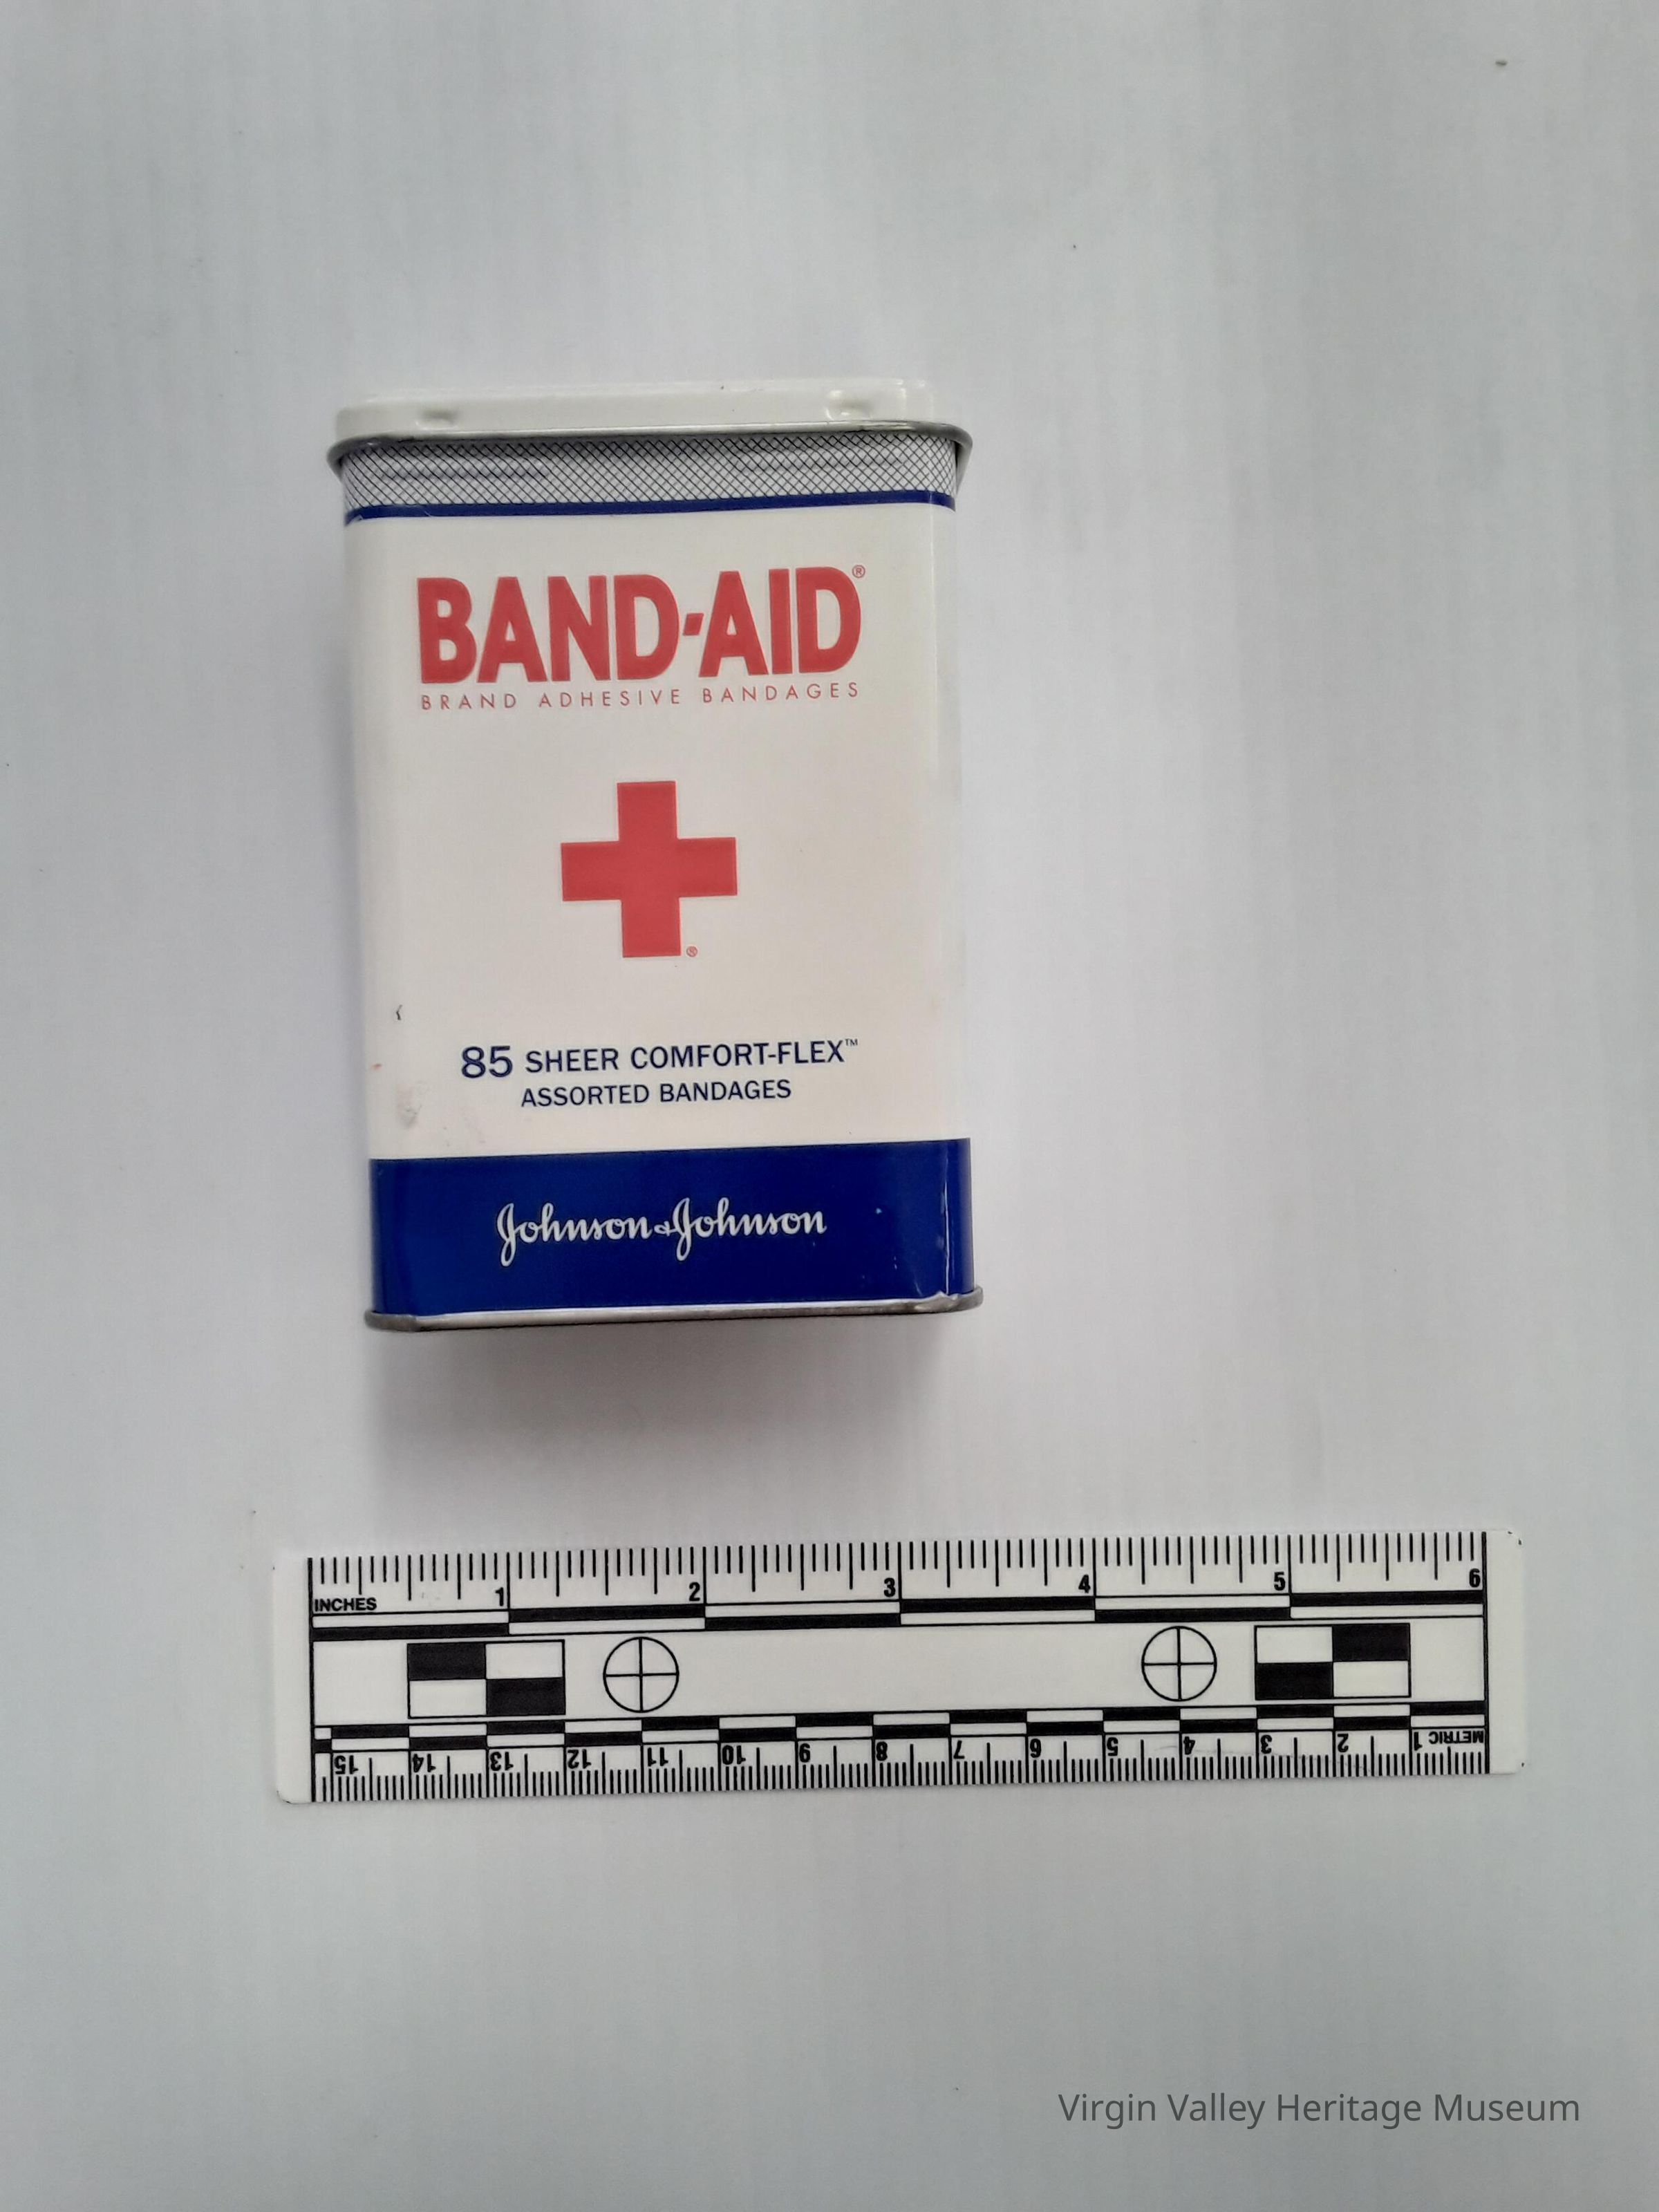 BAND-AID®
BRAND ADHESIVE BANDAGES
®
85 SHEER COMFORT-FLEX™
ASSORTED BANDAGES
Johnson & Johnson
1 2 3 4 5 6
INCHES
15 14 13 12 11 10 9 8 7 6 5 4 3 2 1 METRIC
Virgin Valley Heritage Museum